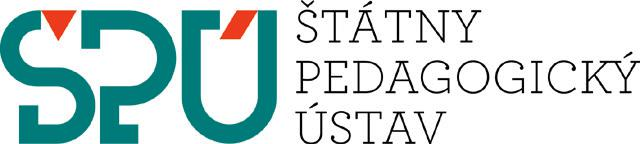 ŠPÚ
ŠTÁTNY
PEDAGOGICKÝ
ÚSTAV